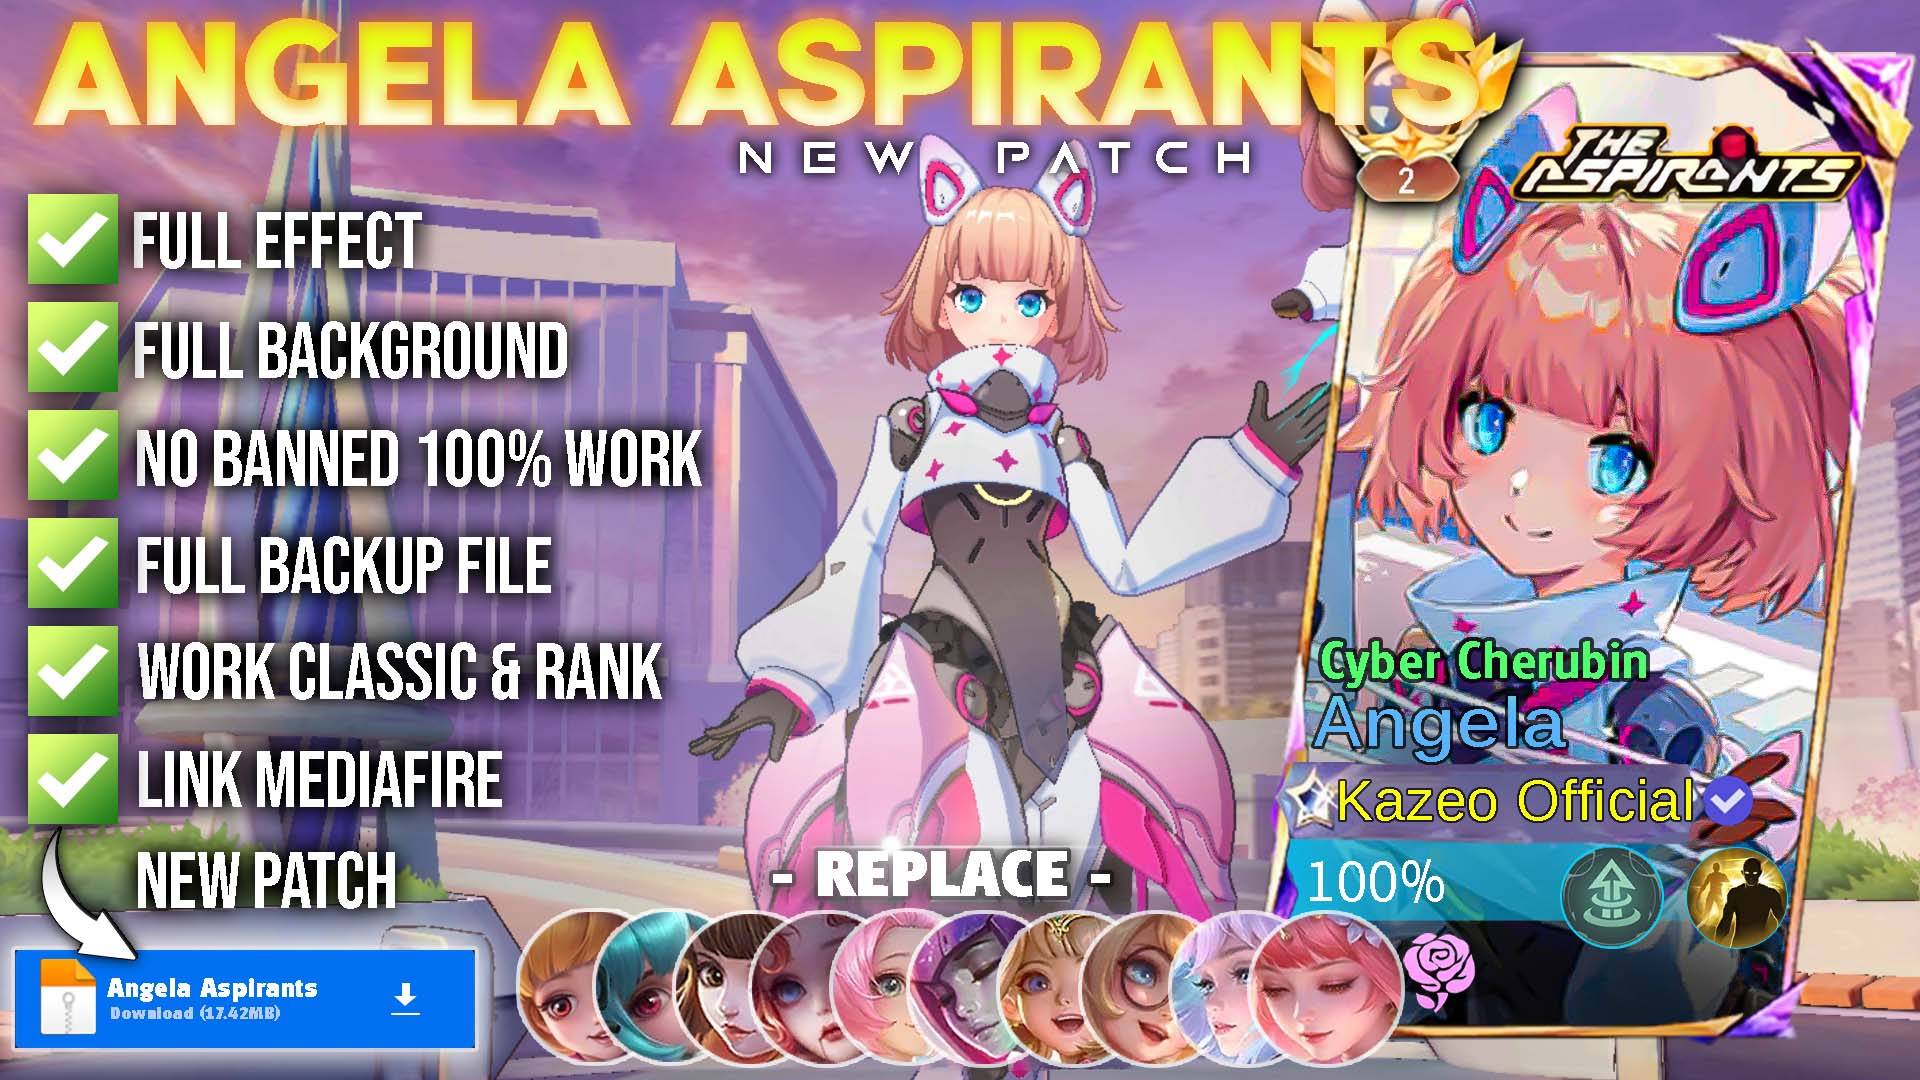 ANGELA ASPIRANTS
NEW PATCH
FULL EFFECT
FULL BACKGROUND
NO BANNED 100% WORK
FULL BACKUP FILE
WORK CLASSIC & RANK
LINK MEDIAFIRE
NEW PATCH
Angela Aspirants
Download (17.42MB)
- REPLACE -
2
THE
ASPIRANTS
Cyber Cherubin
Angela
Kazeo Official
100%